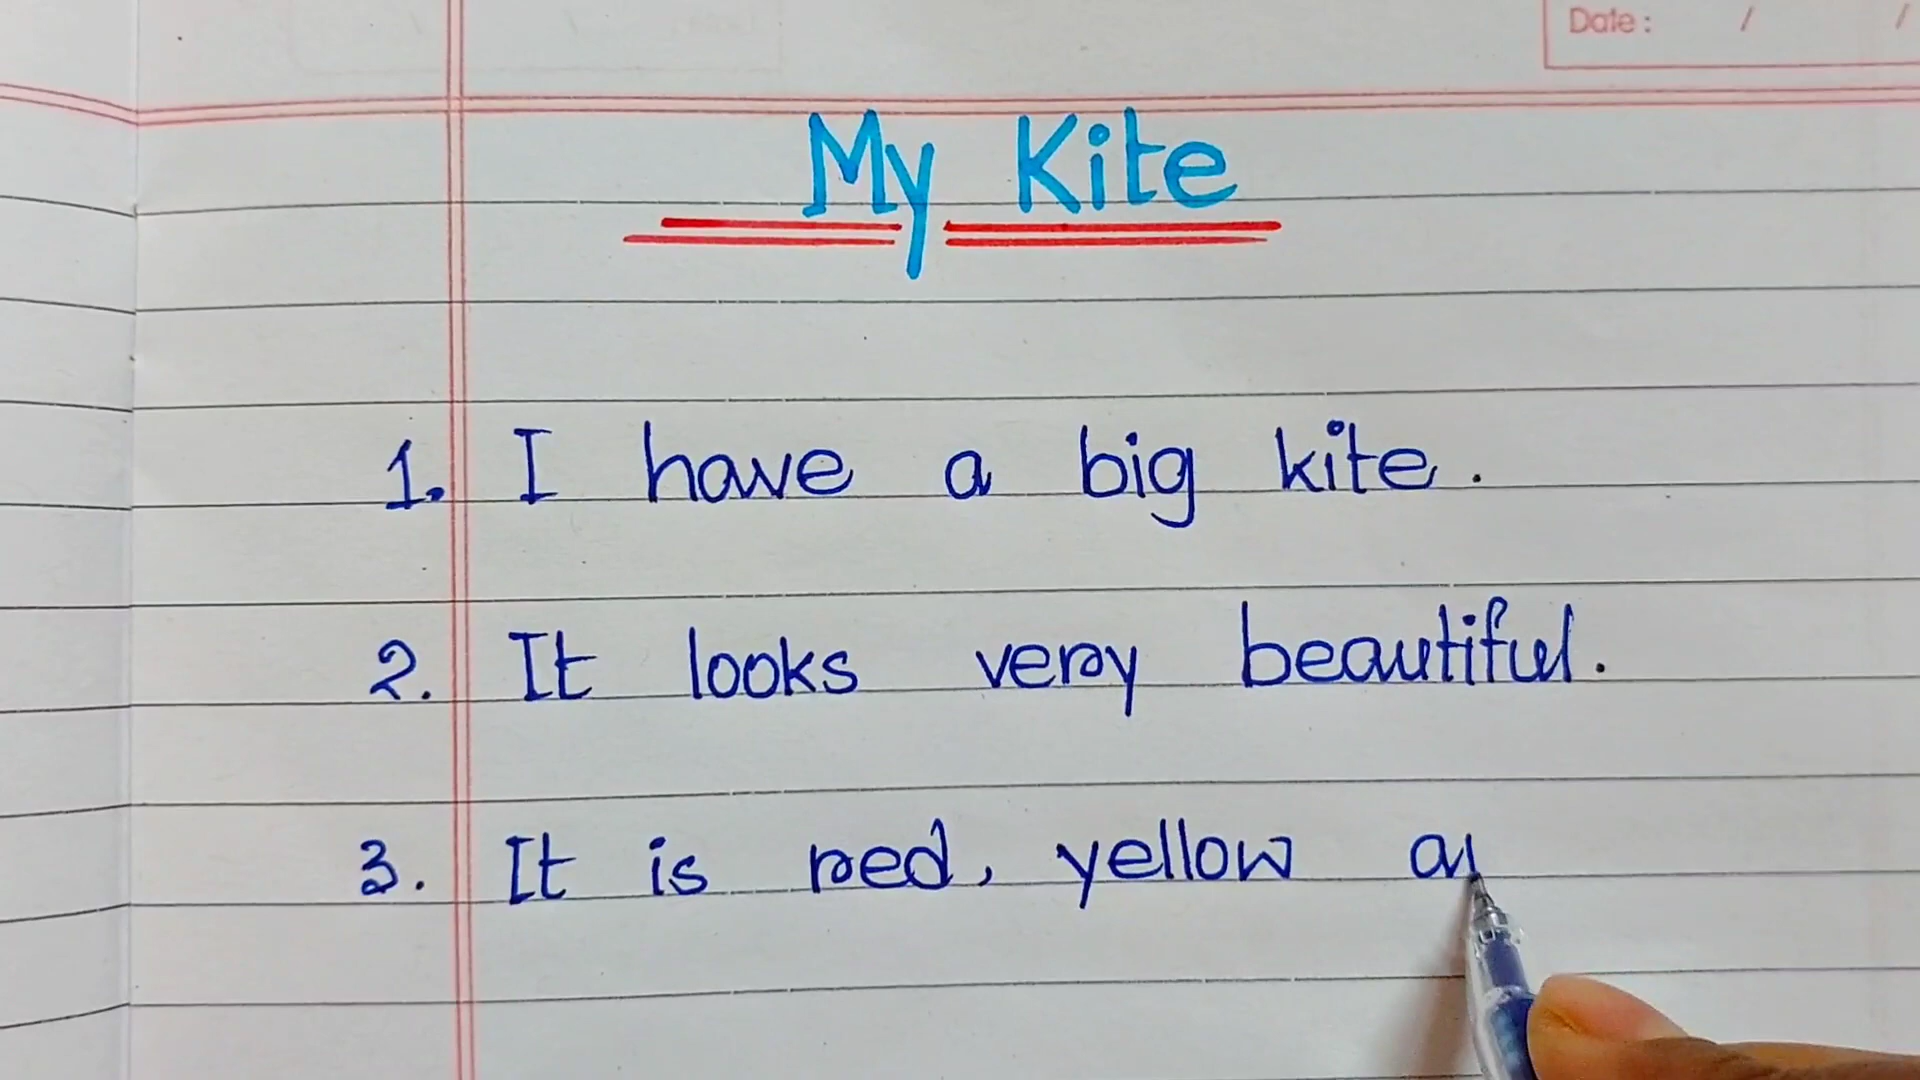 Date: / /
My Kite
1. I have a big kite.
2. It looks very beautiful.
3. It is red, yellow